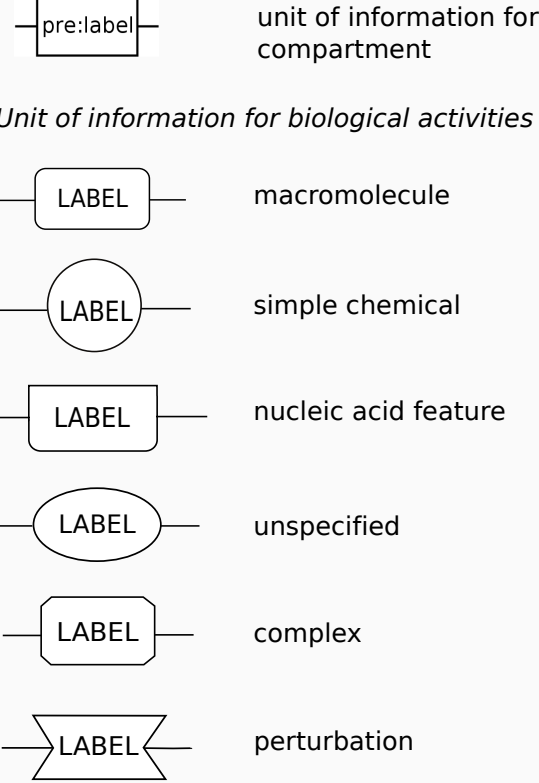 pre:label
unit of information for
compartment
Unit of information for biological activities
LABEL
macromolecule
LABEL
simple chemical
LABEL
nucleic acid feature
LABEL
unspecified
LABEL
complex
LABEL
perturbation